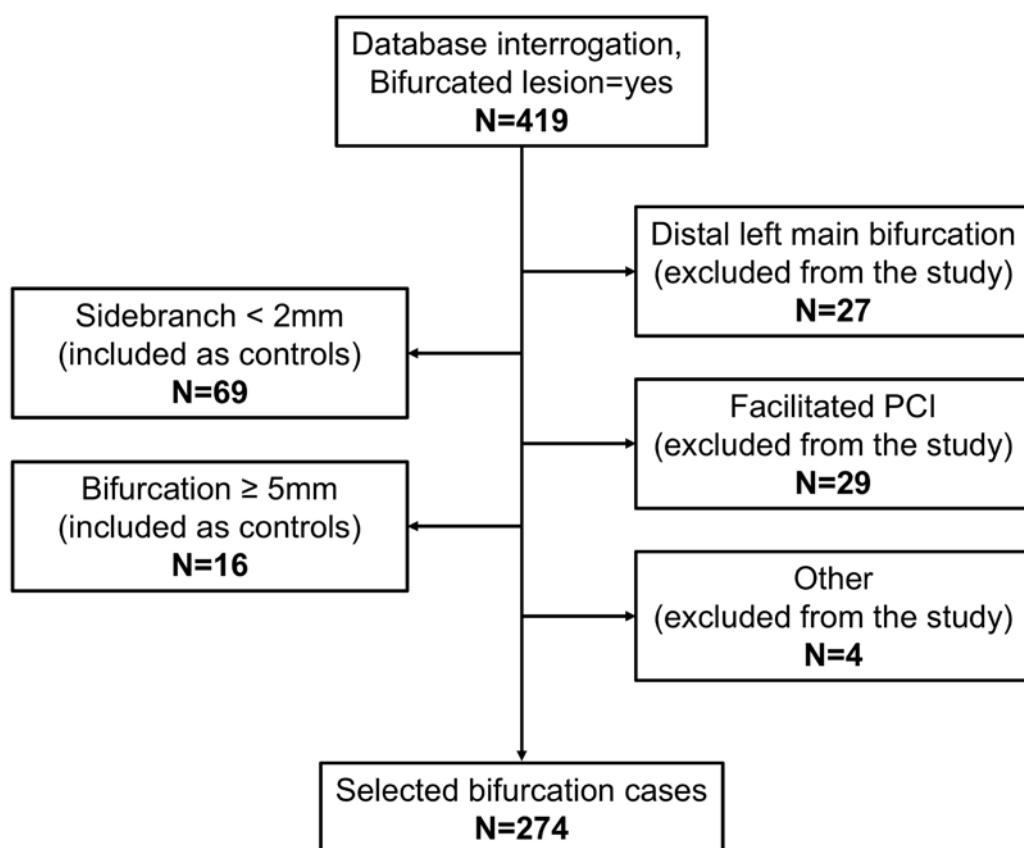 Database interrogation,
Bifurcated lesion=yes
N=419
Distal left main bifurcation
(excluded from the study)
N=27
Sidebranch < 2mm
(included as controls)
N=69
Facilitated PCI
(excluded from the study)
N=29
Bifurcation ≥ 5mm
(included as controls)
N=16
Other
(excluded from the study)
N=4
Selected bifurcation cases
N=274